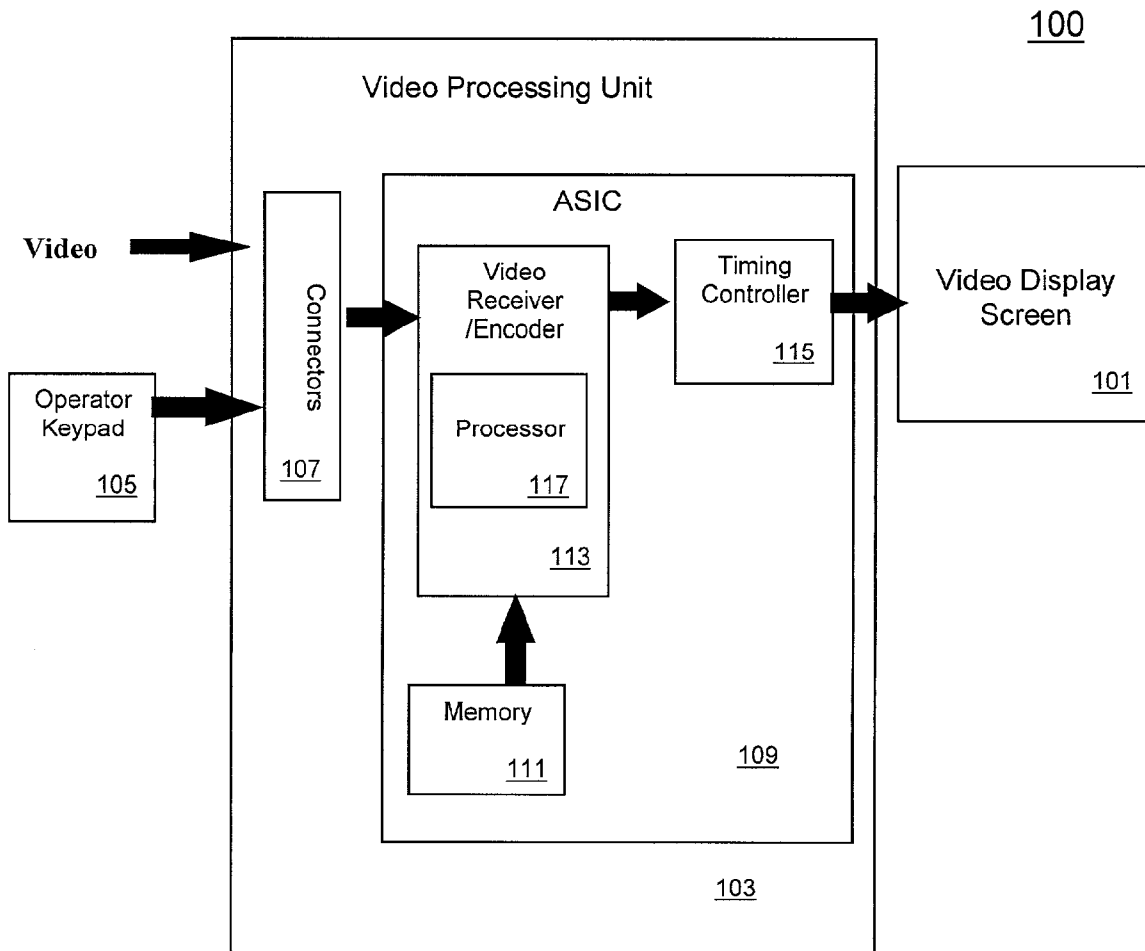 100
Video Processing Unit
ASIC
Video
Connectors
107
Video
Receiver
/Encoder
Processor
117
113
Timing
Controller
115
Video Display
Screen
101
Operator
Keypad
105
Memory
111
109
103